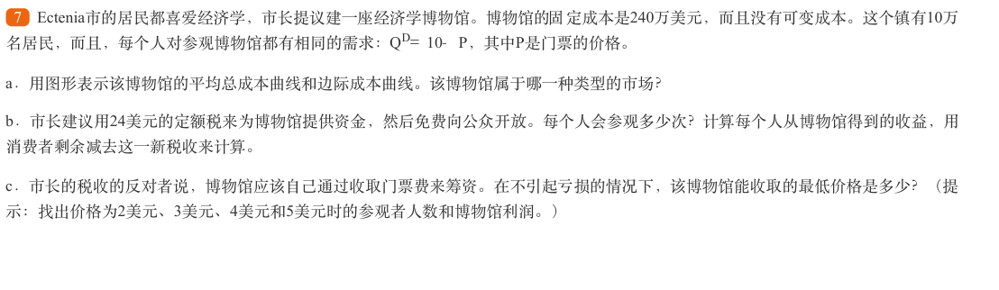 7 Ectenia市的居民都喜爱经济学，市长提议建一座经济学博物馆。博物馆的固定成本是240万美元，而且没有可变成本。这个镇有10万
名居民，而且，每个人对参观博物馆都有相同的需求：Qᴰ= 10- P，其中P是门票的价格。
a．用图形表示该博物馆的平均总成本曲线和边际成本曲线。该博物馆属于哪一种类型的市场？
b．市长建议用24美元的定额税来为博物馆提供资金，然后免费向公众开放。每个人会参观多少次？计算每个人从博物馆得到的收益，用
消费者剩余减去这一新税收来计算。
c．市长的税收的反对者说，博物馆应该自己通过收取门票费来筹资。在不引起亏损的情况下，该博物馆能收取的最低价格是多少？（提
示：找出价格为2美元、3美元、4美元和5美元时的参观者人数和博物馆利润。）